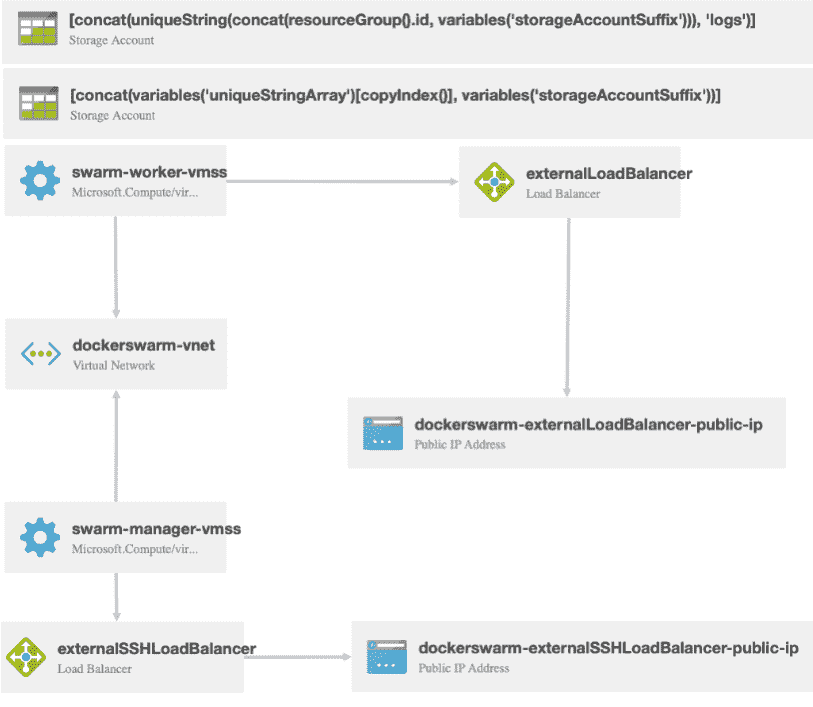 [concat(uniqueString(concat(resourceGroup().id, variables('storageAccountSuffix'))), 'logs')]
Storage Account
[concat(variables('uniqueStringArray')[copyIndex()], variables('storageAccountSuffix'))]
Storage Account
swarm-worker-vmss
Microsoft.Compute/vir...
externalLoadBalancer
Load Balancer
dockerswarm-vnet
Virtual Network
dockerswarm-externalLoadBalancer-public-ip
Public IP Address
swarm-manager-vmss
Microsoft.Compute/vir...
externalSSHLoadBalancer
Load Balancer
dockerswarm-externalSSHLoadBalancer-public-ip
Public IP Address